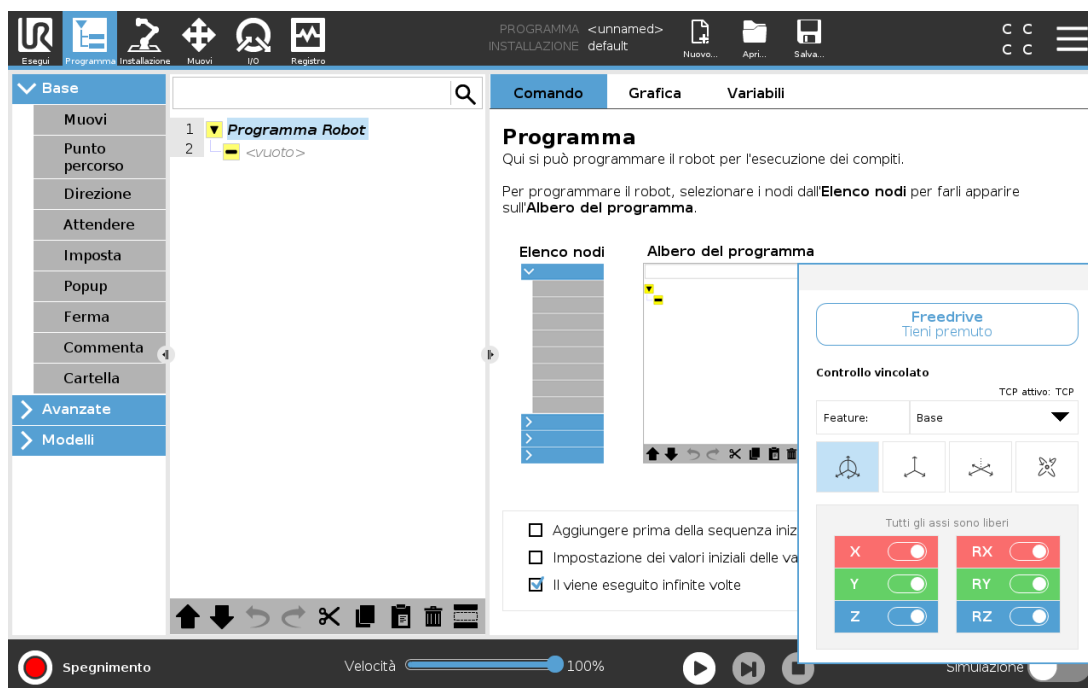 UR
PROGRAMMA <unnamed>
INSTALLAZIONE default
C C
C C
Esegui Programma Installazione Muovi I/O Registro Nuovo... Apri... Salva...
Base
Muovi
Punto
percorso
Direzione
Attendere
Imposta
Popup
Ferma
Commenta
Cartella
Avanzate
Modelli
1 Programma Robot
2 <vuoto>
Comando Grafica Variabili
Programma
Qui si può programmare il robot per l'esecuzione dei compiti.
Per programmare il robot, selezionare i nodi dall'Elenco nodi per farli apparire
sull'Albero del programma.
Elenco nodi Albero del programma
Aggiungere prima della sequenza iniz
Impostazione dei valori iniziali delle va
Il viene eseguito infinite volte
Freedrive
Tieni premuto
Controllo vincolato
TCP attivo: TCP
Feature: Base
Tutti gli assi sono liberi
X RX
Y RY
Z RZ
Spegnimento Velocità 100% Simulazione